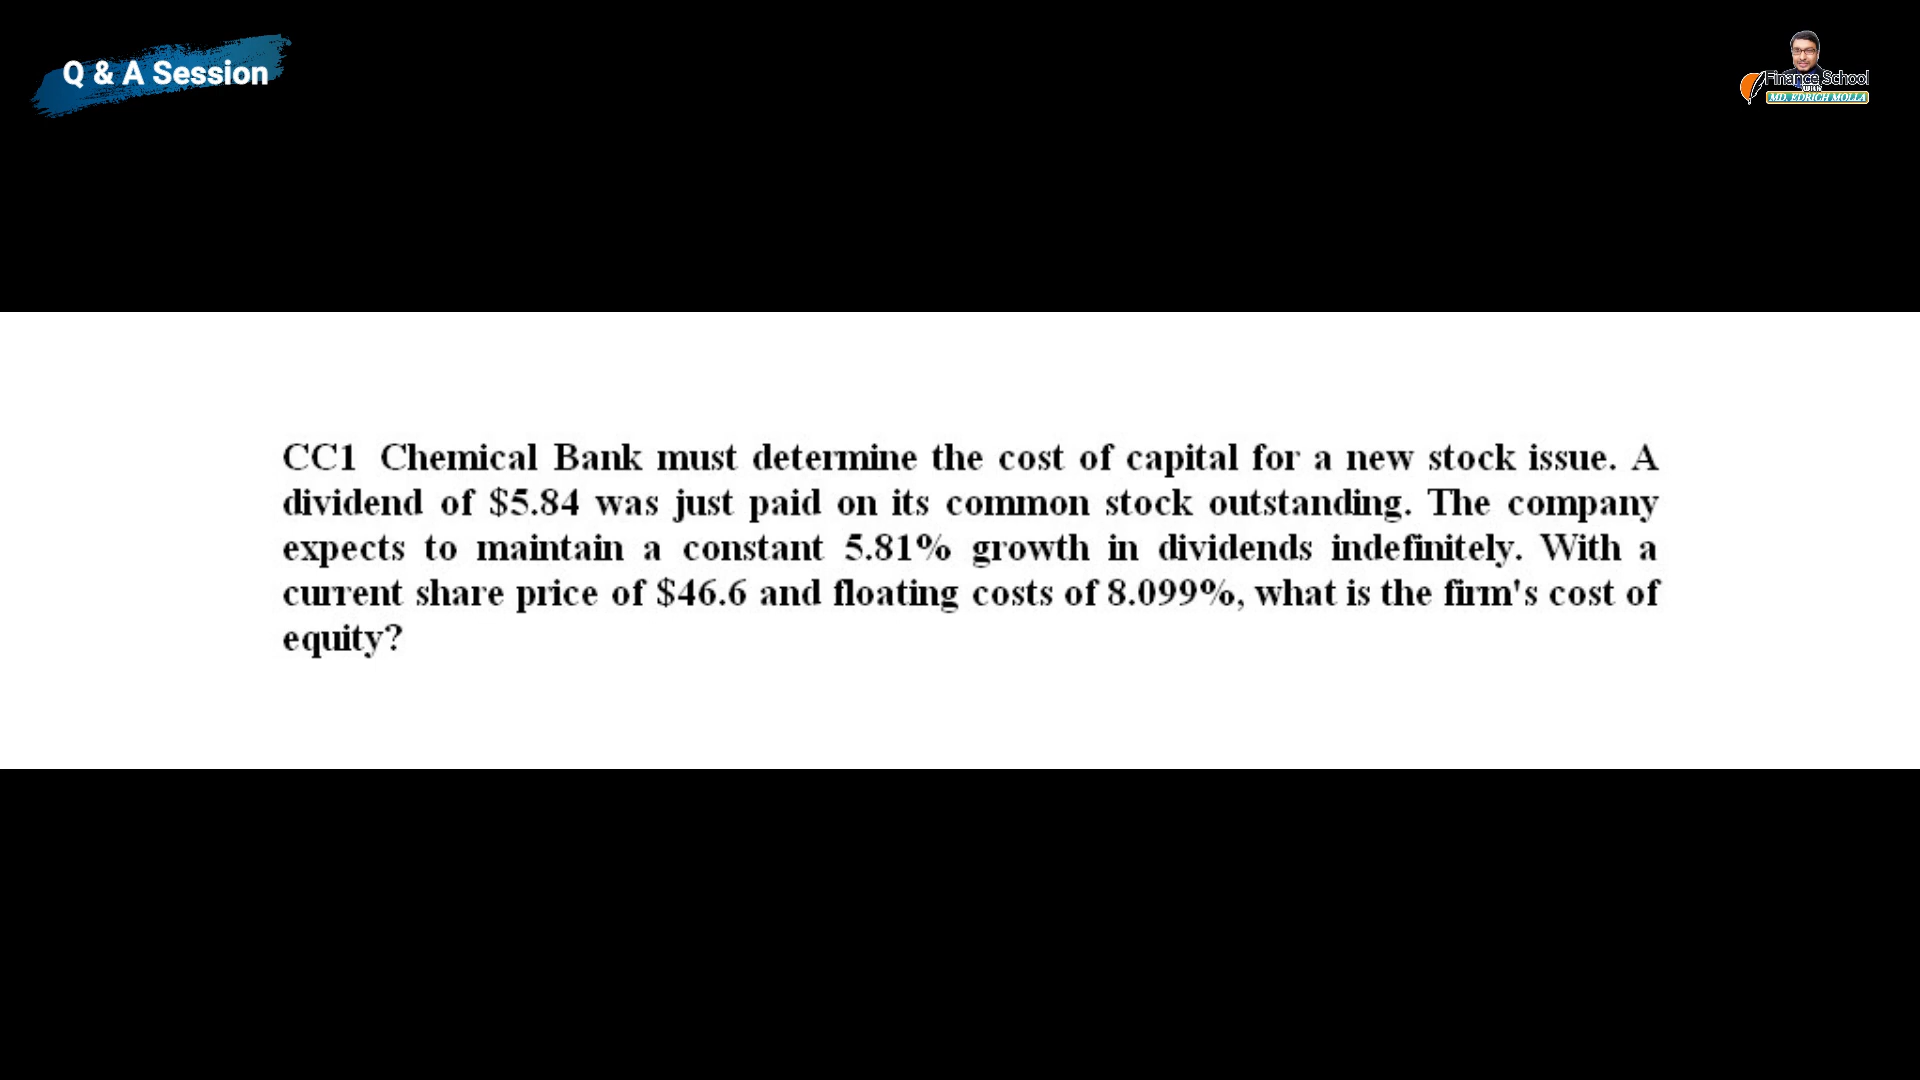 Q & A Session
Finance School
WITH
MD. EDRICH MOLLA
CC1 Chemical Bank must determine the cost of capital for a new stock issue. A
dividend of $5.84 was just paid on its common stock outstanding. The company
expects to maintain a constant 5.81% growth in dividends indefinitely. With a
current share price of $46.6 and floating costs of 8.099%, what is the firm's cost of
equity?